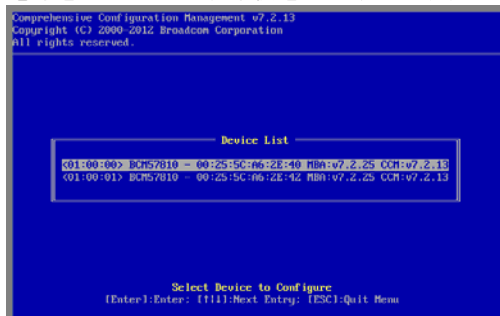 Comprehensive Configuration Management v7.2.13
Copyright (C) 2000-2012 Broadcom Corporation
All rights reserved.
Device List
<01:00:00> BCM57810 - 00:25:5C:A6:2E:40 MBA:v7.2.25 CCM:v7.2.13
<01:00:01> BCM57810 - 00:25:5C:A6:2E:42 MBA:v7.2.25 CCM:v7.2.13
Select Device to Configure
[Enter]:Enter; [↑↓]:Next Entry; [ESC]:Quit Menu